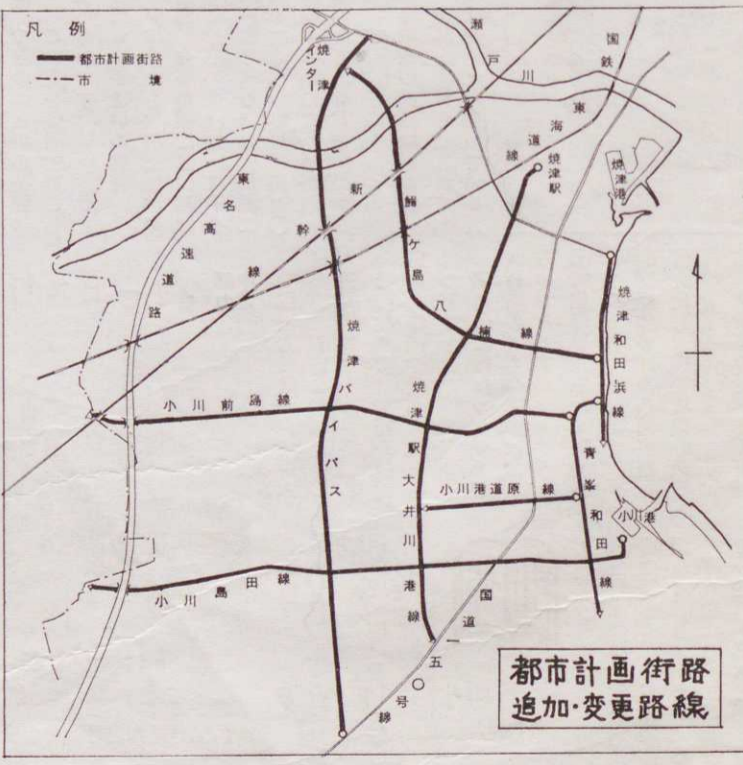 凡例
都市計画街路
市境
焼津インター
瀬戸川
国鉄東海道線
焼津駅
焼津港
東名高速道路
新幹線
鰯ケ島八楠線
焼津和田浜線
焼津バイパス
小川前島線
焼津駅大井川港線
小川港道原線
青峯和田線
小川港
小川島田線
国道一五〇号線
都市計画街路
追加・変更路線